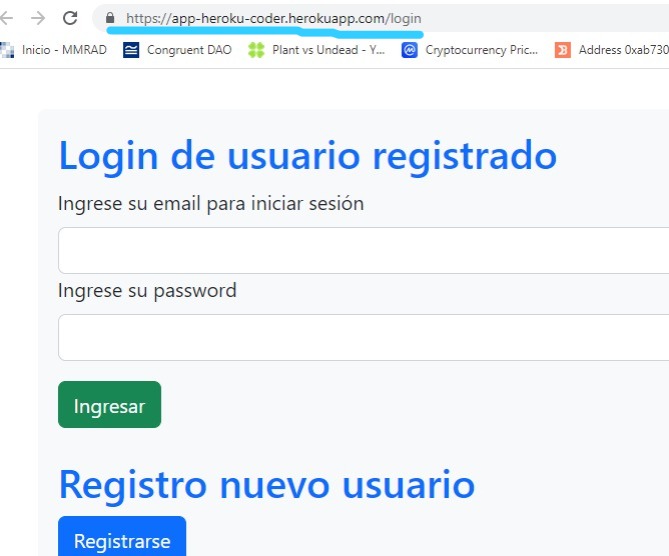 https://app-heroku-coder.herokuapp.com/login
Inicio - MMRAD Congruent DAO Plant vs Undead - Y... Cryptocurrency Pric... Address 0xab730
Login de usuario registrado
Ingrese su email para iniciar sesión
Ingrese su password
Ingresar
Registro nuevo usuario
Registrarse